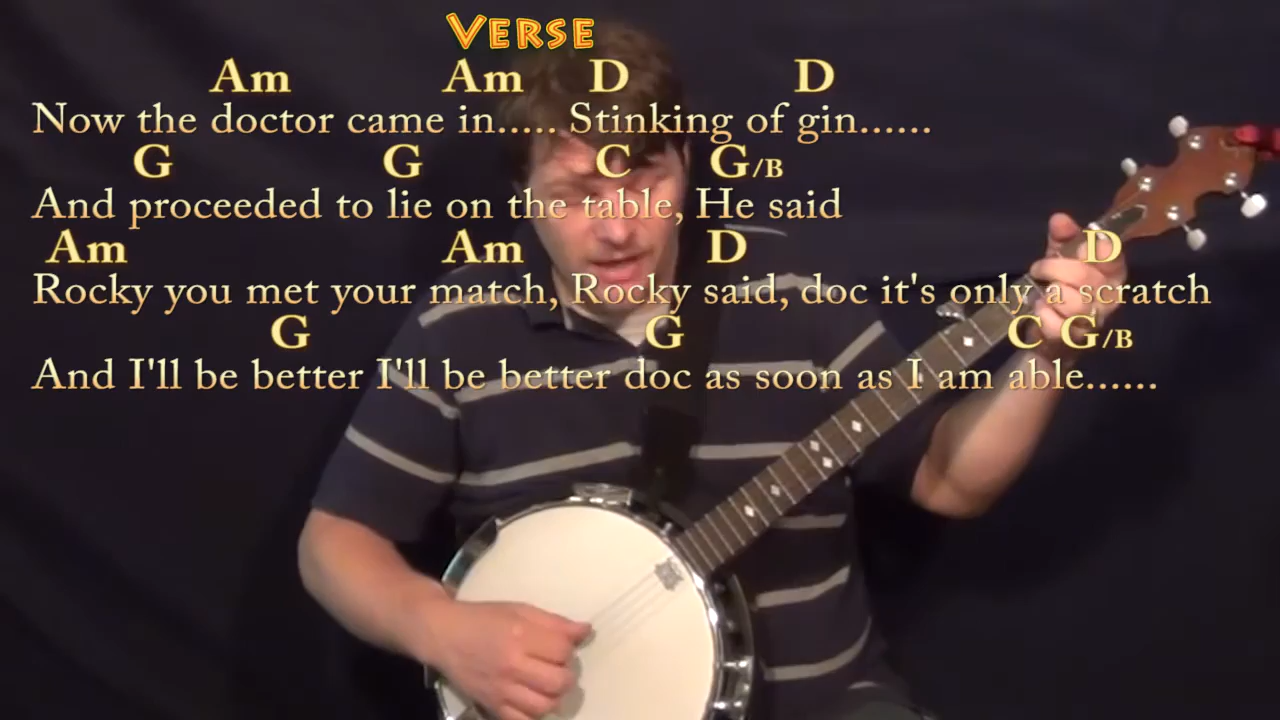 VERSE
Am Am D D
Now the doctor came in..... Stinking of gin......
G G C G/B
And proceeded to lie on the table, He said
Am Am D D
Rocky you met your match, Rocky said, doc it's only a scratch
G G C G/B
And I'll be better I'll be better doc as soon as I am able......